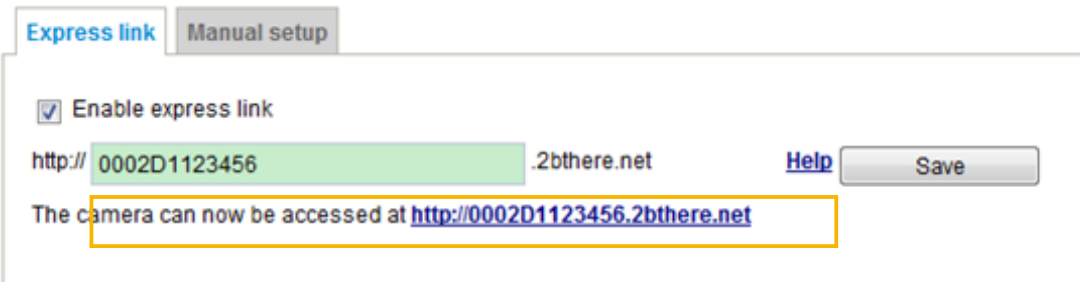 Express link Manual setup
Enable express link
http:// 0002D1123456 .2bthere.net Help Save
The camera can now be accessed at http://0002D1123456.2bthere.net